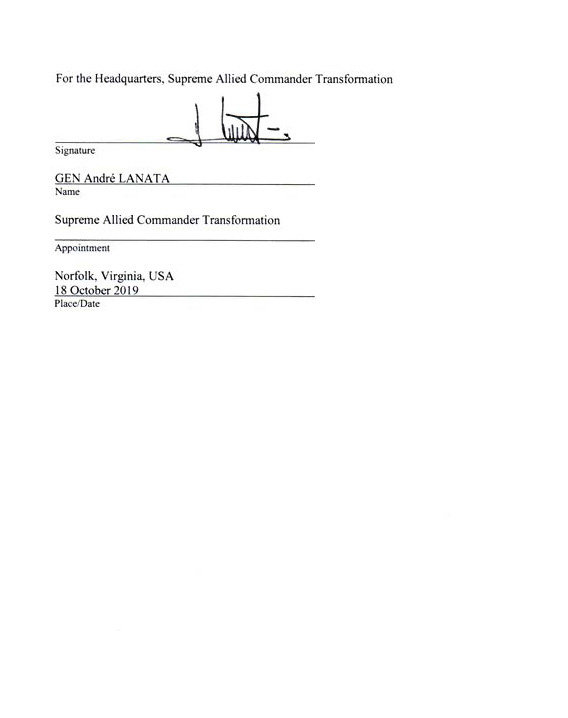 For the Headquarters, Supreme Allied Commander Transformation
Signature
GEN André LANATA
Name
Supreme Allied Commander Transformation
Appointment
Norfolk, Virginia, USA
18 October 2019
Place/Date